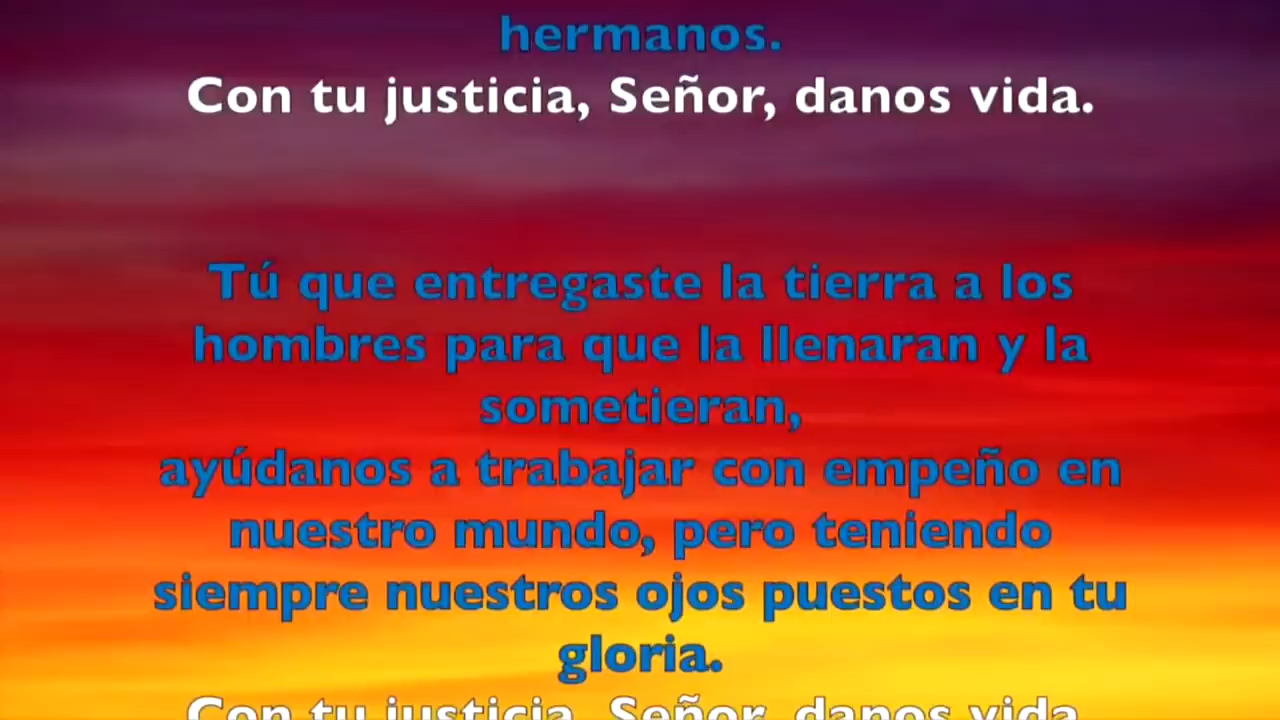 hermanos.
Con tu justicia, Señor, danos vida.
Tú que entregaste la tierra a los
hombres para que la llenaran y la
sometieran,
ayúdanos a trabajar con empeño en
nuestro mundo, pero teniendo
siempre nuestros ojos puestos en tu
gloria.
Con tu justicia, Señor, danos vida.